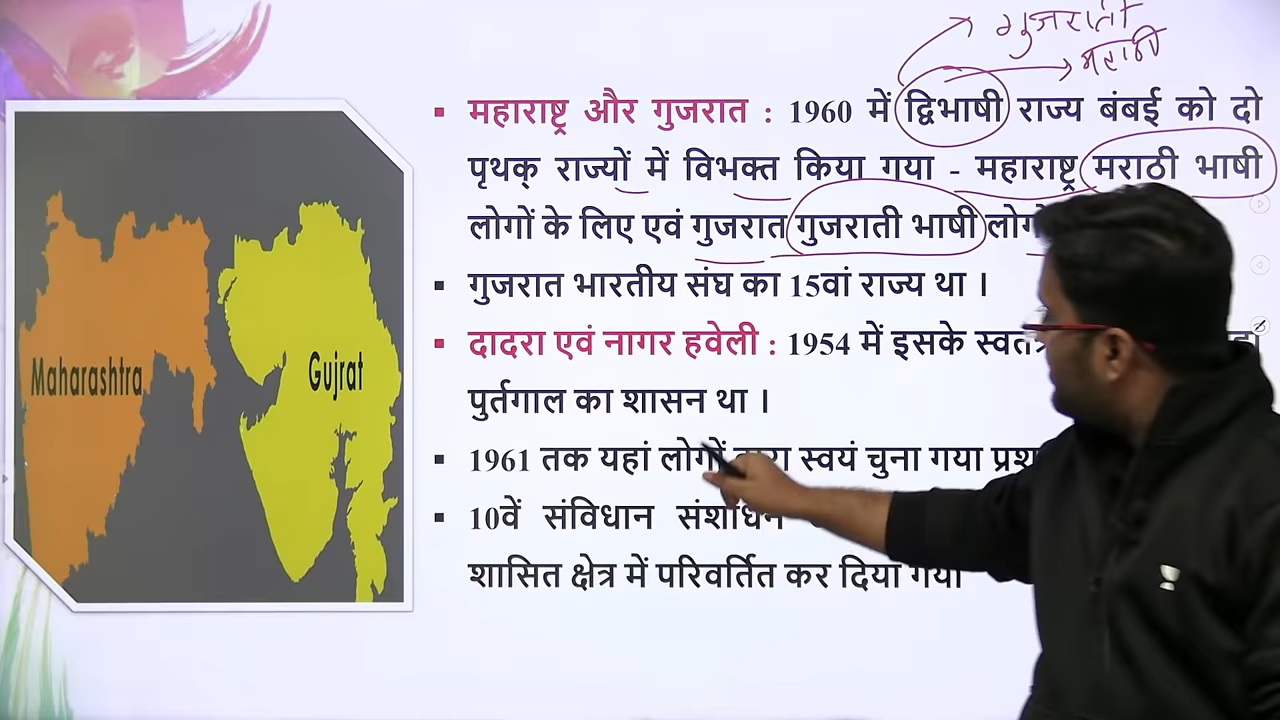 गुजराती
मराठी
महाराष्ट्र और गुजरात : 1960 में द्विभाषी राज्य बंबई को दो
पृथक् राज्यों में विभक्त किया गया - महाराष्ट्र मराठी भाषी
लोगों के लिए एवं गुजरात गुजराती भाषी
गुजरात भारतीय संघ का 15वां राज्य था ।
दादरा एवं नागर हवेली : 1954 में इसके
पुर्तगाल का शासन था ।
1961 तक यहां स्वयं चुना गया
10वें संविधान
शासित क्षेत्र में परिवर्तित कर दिया गया
Maharashtra
Gujrat